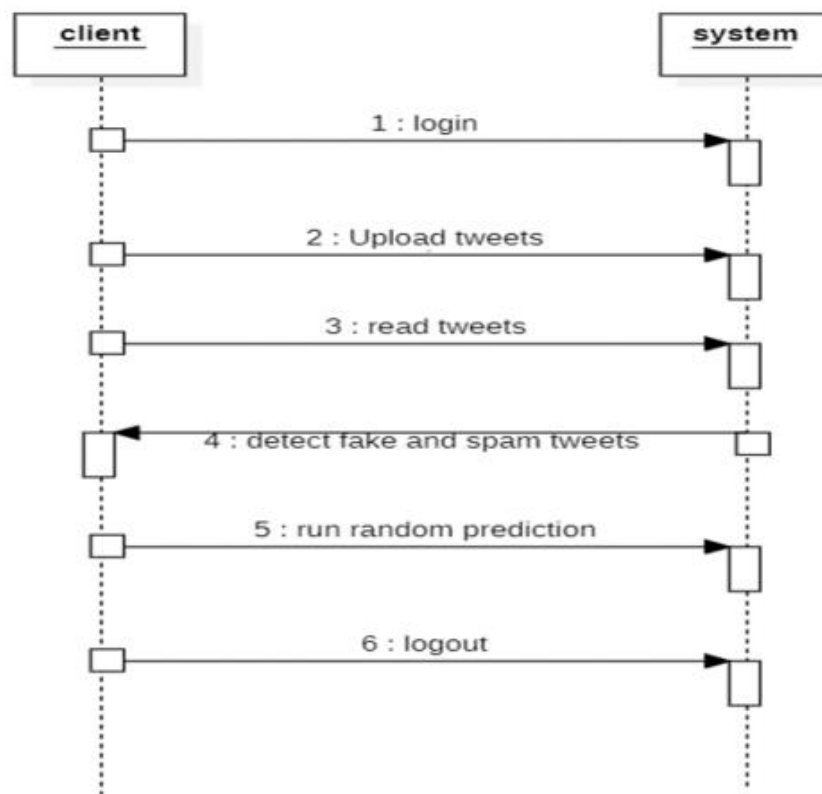 client
system
1 : login
2 : Upload tweets
3 : read tweets
4 : detect fake and spam tweets
5 : run random prediction
6 : logout